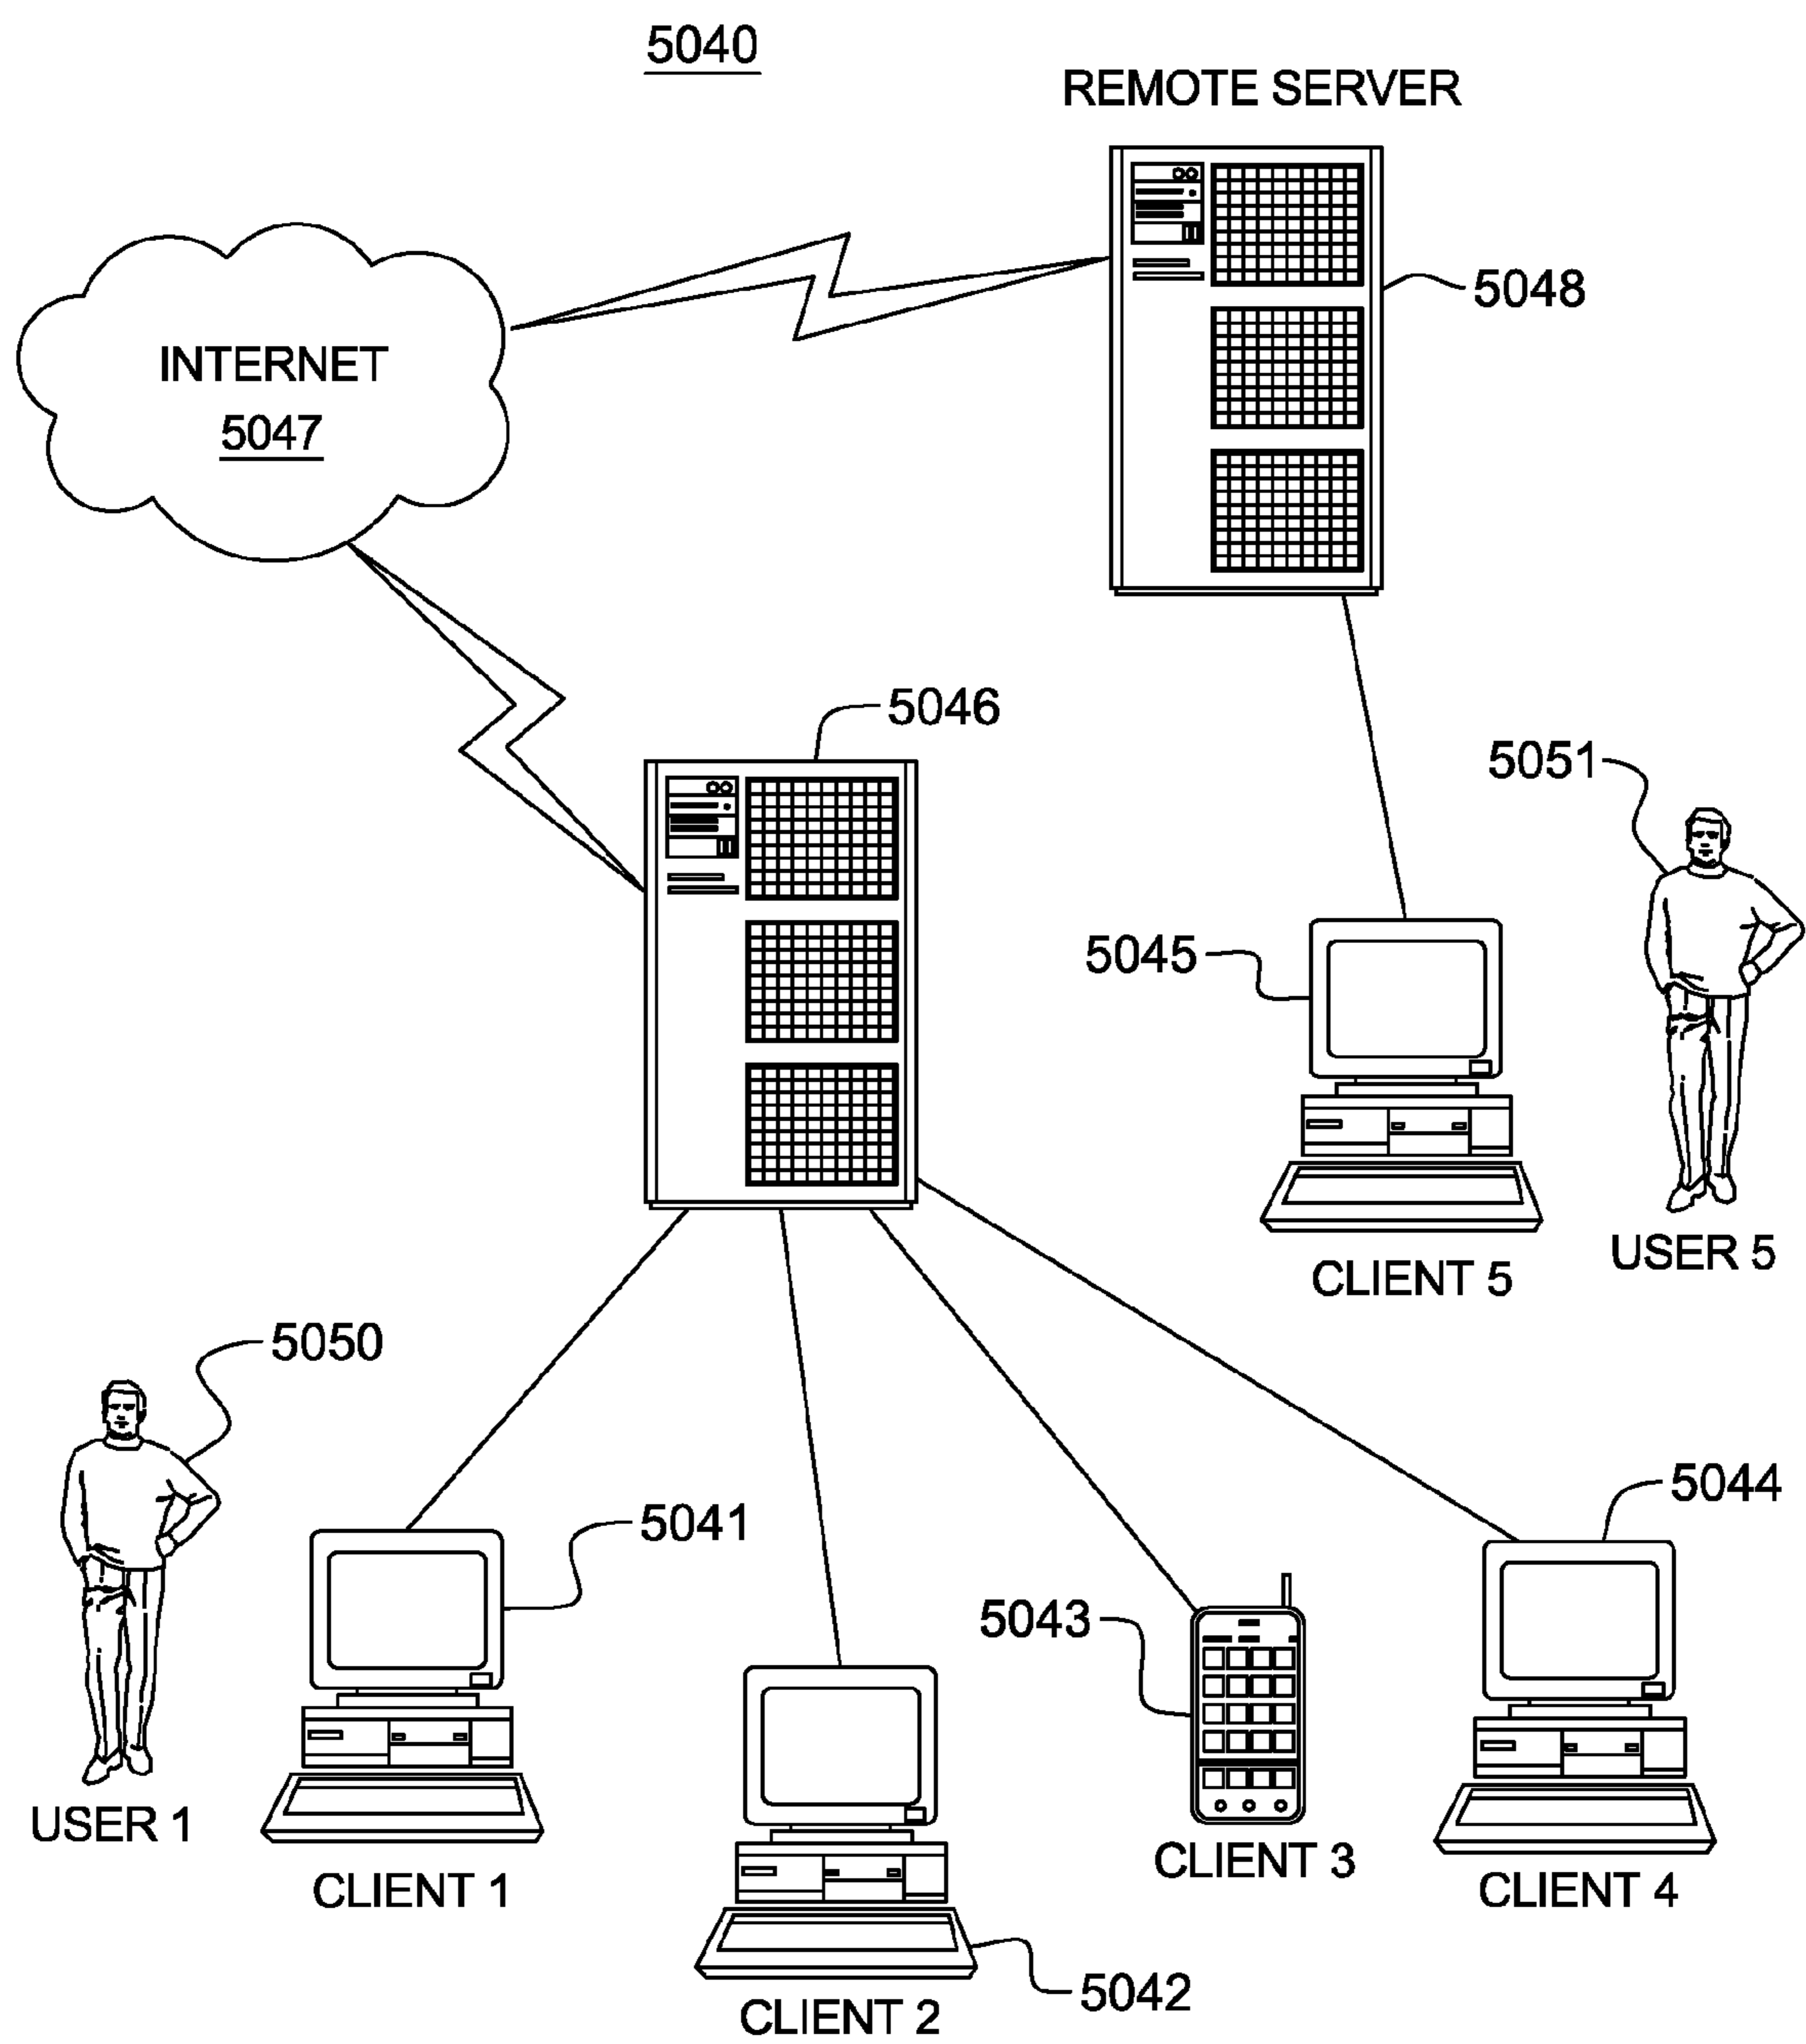 5040
REMOTE SERVER
5048
INTERNET
5047
5046
5051
5045
CLIENT 5
USER 5
5050
5041
5044
5043
USER 1
CLIENT 1
CLIENT 3
CLIENT 4
5042
CLIENT 2